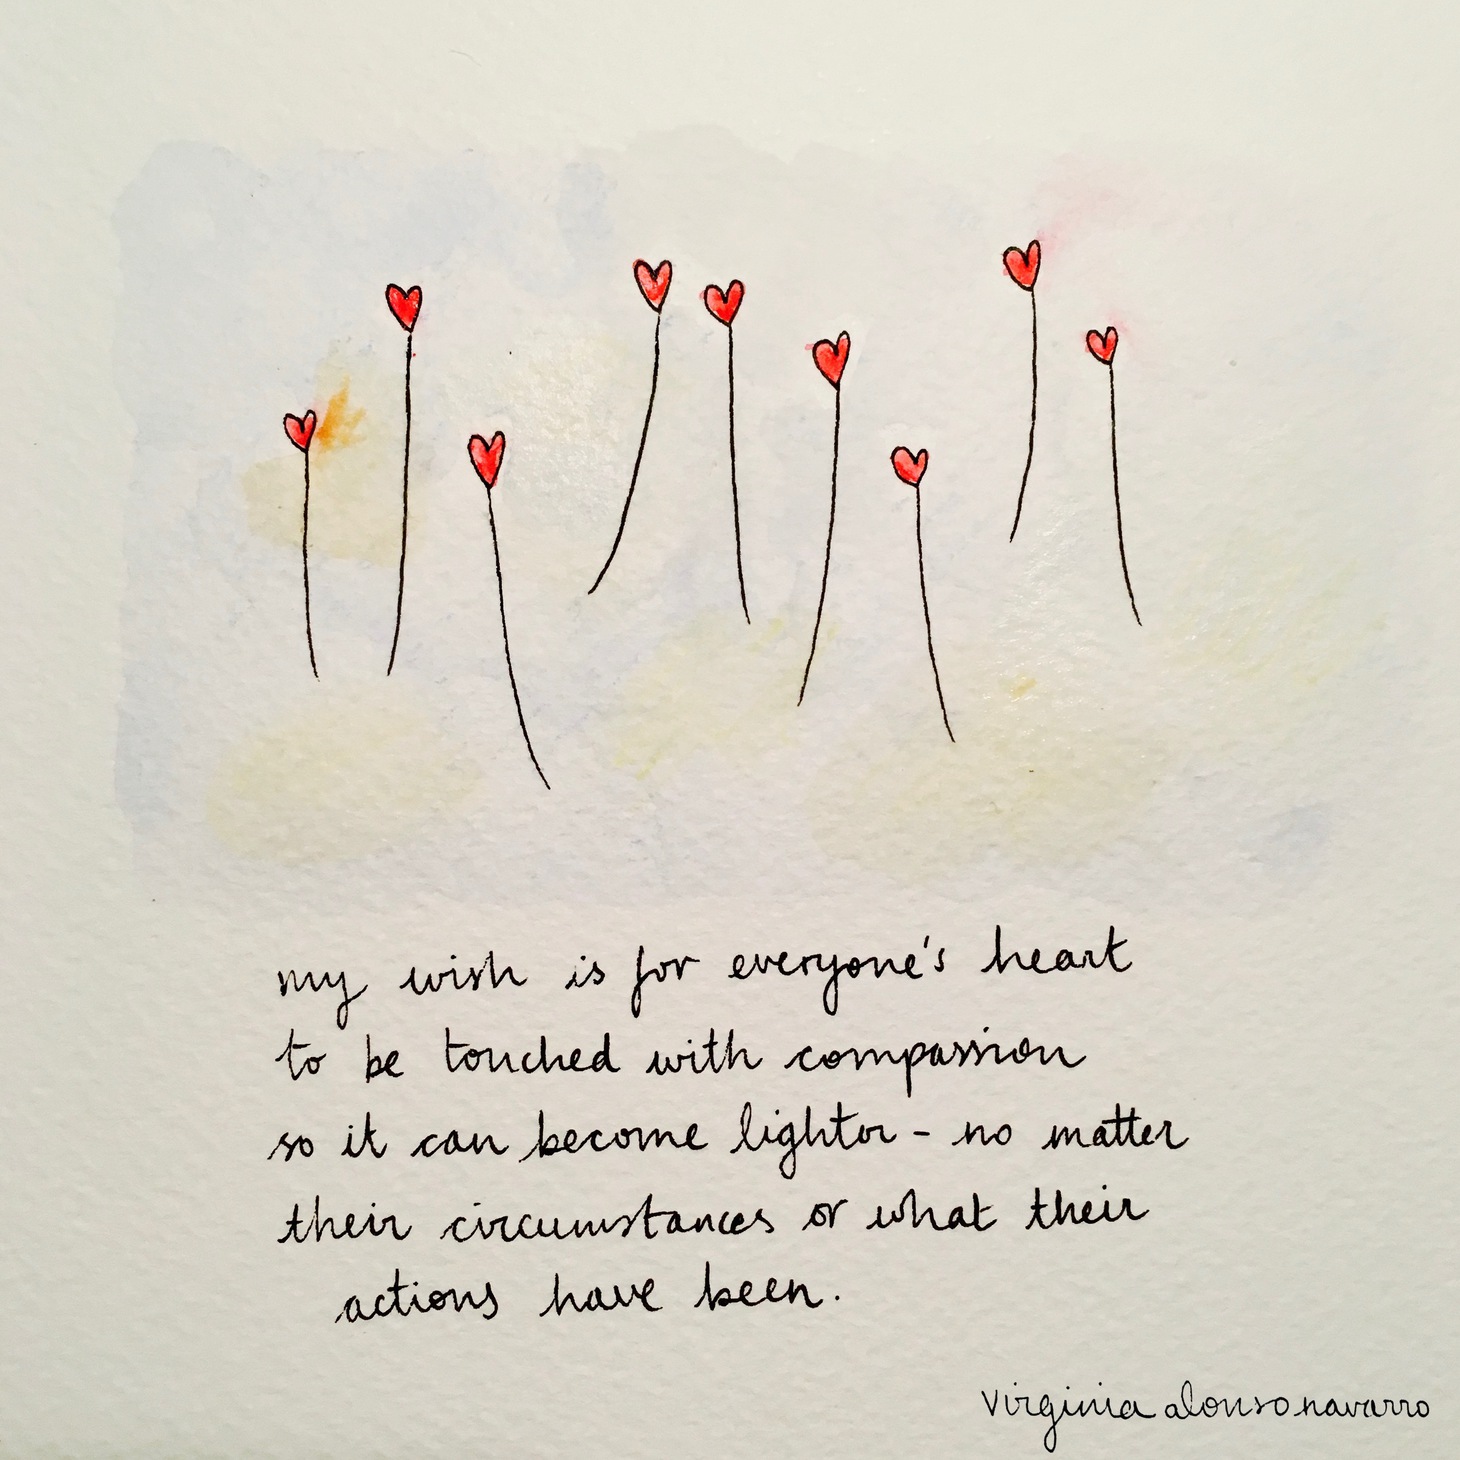 my wish is for everyone's heart
to be touched with compassion
so it can become lighter - no matter
their circumstances or what their
actions have been.
virginia alonso navarro